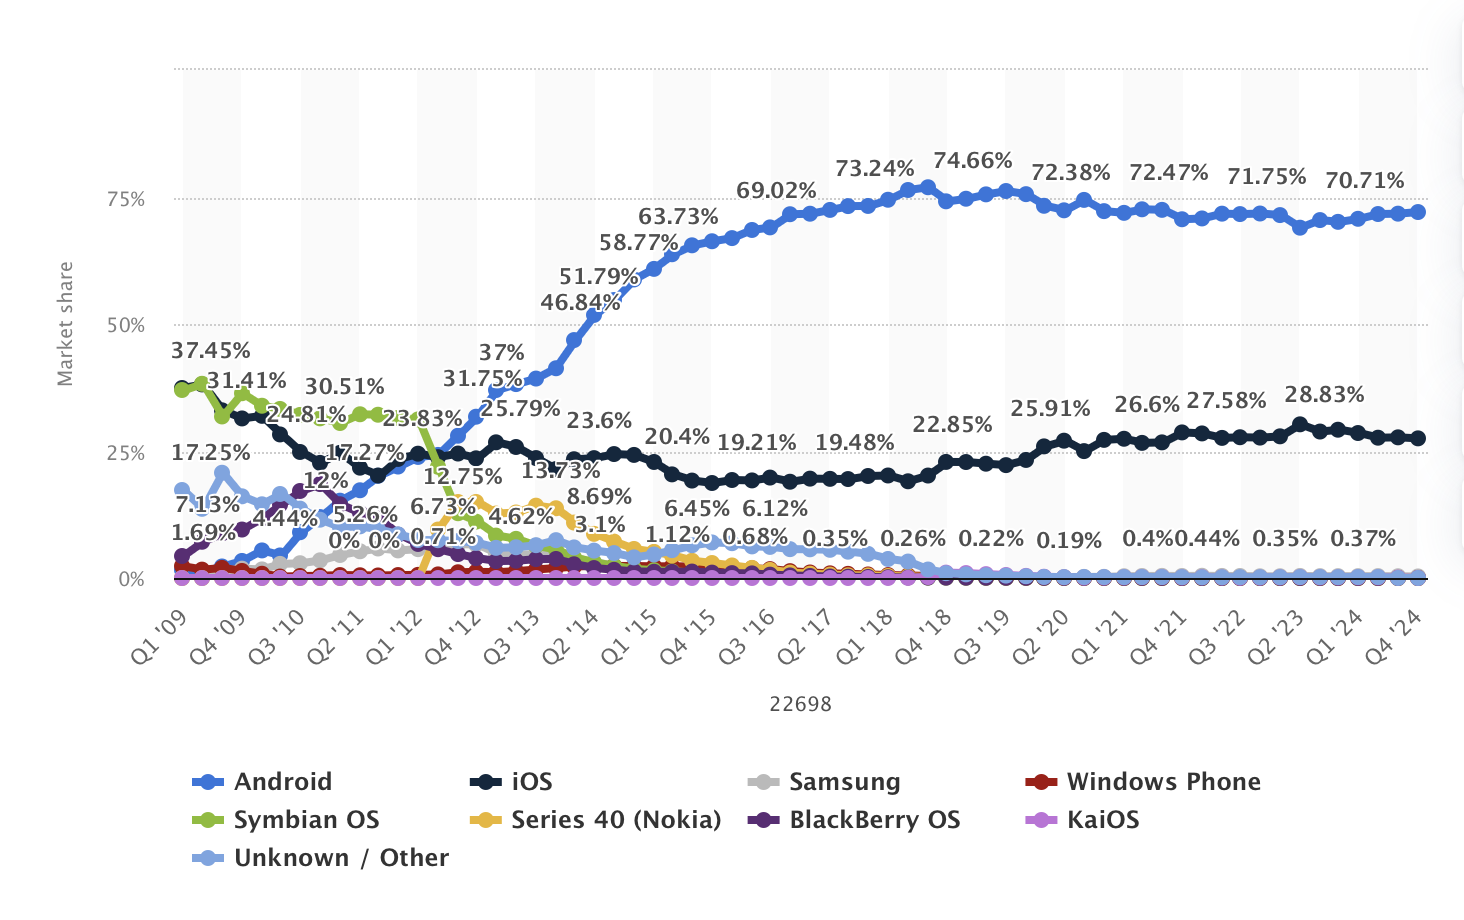 74.66%
73.24%
72.38%
72.47%
71.75%
70.71%
69.02%
75%
63.73%
58.77%
51.79%
46.84%
Market share
50%
37.45%
37%
31.41%
30.51%
31.75%
28.83%
24.81%
23.83%
25.79%
23.6%
22.85%
25.91%
26.6%
27.58%
20.4%
19.21%
19.48%
25%
17.25%
17.27%
12%
12.75%
13.73%
7.13%
4.44%
5.26%
6.73%
4.62%
8.69%
6.45%
6.12%
1.69%
0%
0%
0.71%
3.1%
1.12%
0.68%
0.35%
0.26%
0.22%
0.19%
0.4%
0.44%
0.35%
0.37%
0%
Q1 '09
Q4 '09
Q3 '10
Q2 '11
Q1 '12
Q4 '12
Q3 '13
Q2 '14
Q1 '15
Q4 '15
Q3 '16
Q2 '17
Q1 '18
Q4 '18
Q3 '19
Q2 '20
Q1 '21
Q4 '21
Q3 '22
Q2 '23
Q1 '24
Q4 '24
22698
Android
iOS
Samsung
Windows Phone
Symbian OS
Series 40 (Nokia)
BlackBerry OS
KaiOS
Unknown / Other